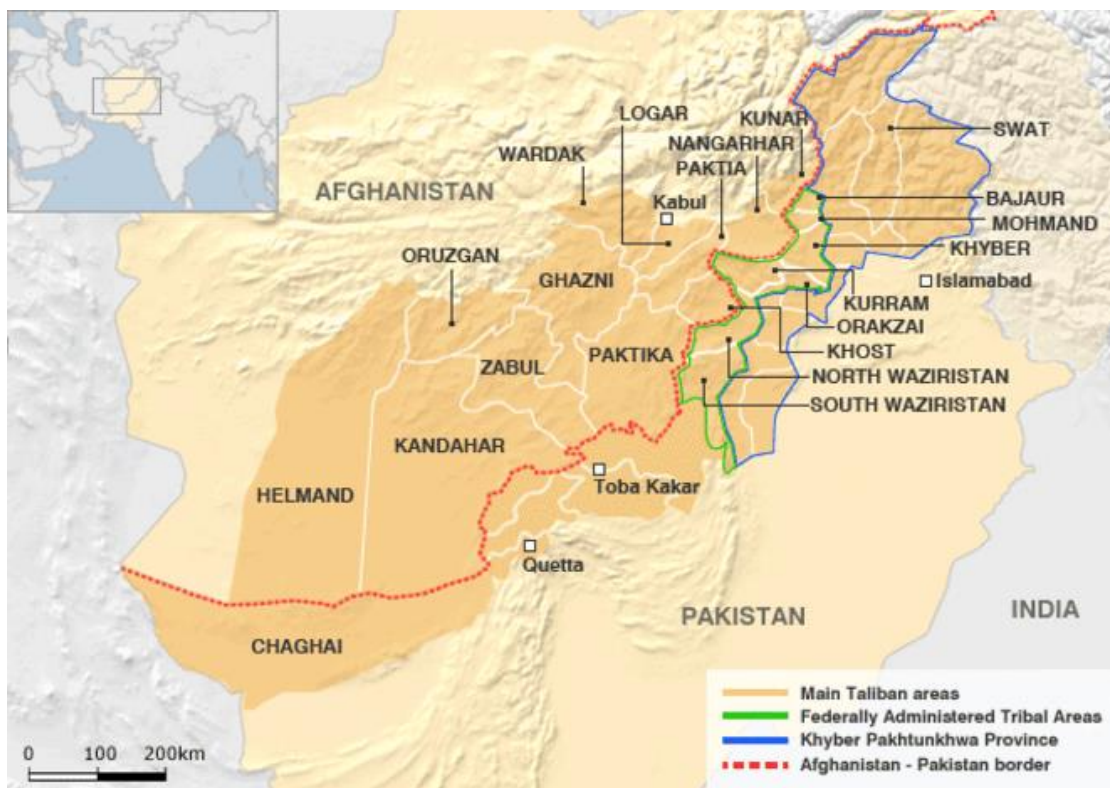 LOGAR
KUNAR
NANGARHAR
SWAT
WARDAK
PAKTIA
AFGHANISTAN
Kabul
BAJAUR
MOHMAND
ORUZGAN
KHYBER
GHAZNI
Islamabad
KURRAM
ORAKZAI
ZABUL
PAKTIKA
KHOST
NORTH WAZIRISTAN
SOUTH WAZIRISTAN
KANDAHAR
HELMAND
Toba Kakar
Quetta
PAKISTAN
INDIA
CHAGHAI
Main Taliban areas
Federally Administered Tribal Areas
Khyber Pakhtunkhwa Province
Afghanistan - Pakistan border
0 100 200km